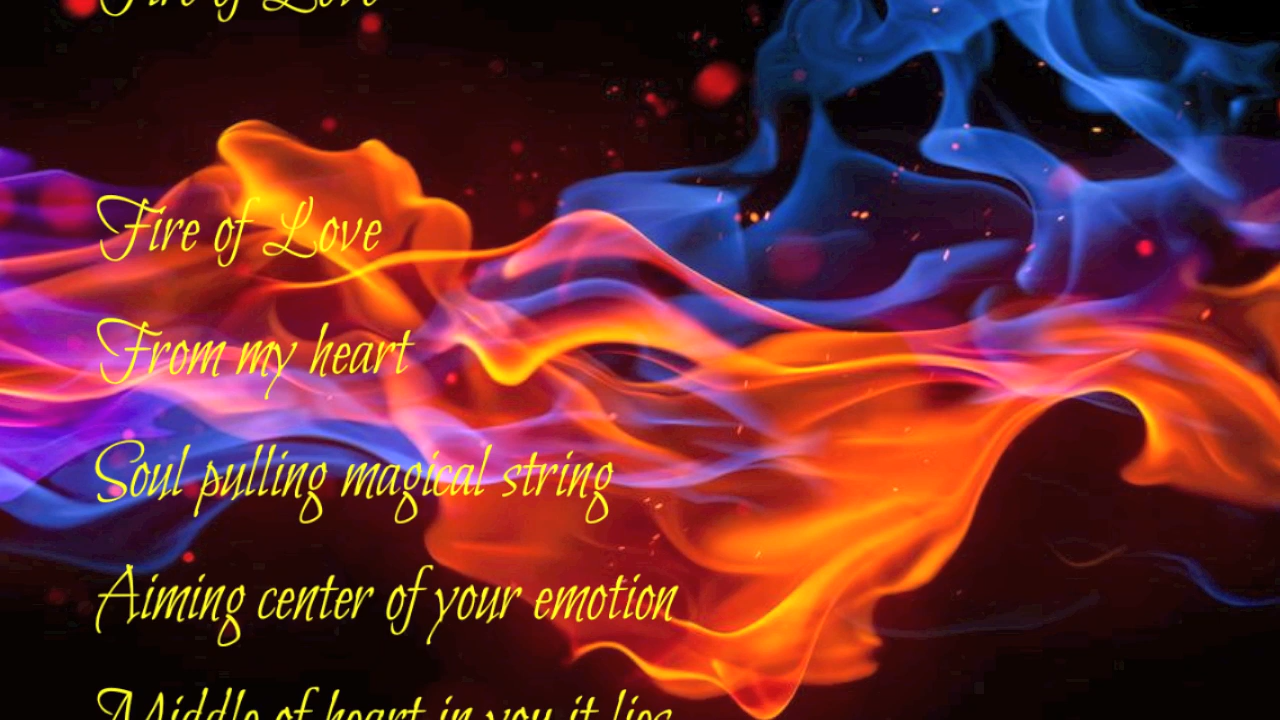 Fire of Love
Fire of Love
From my heart
Soul pulling magical string
Aiming center of your emotion
Middle of heart in you it lies